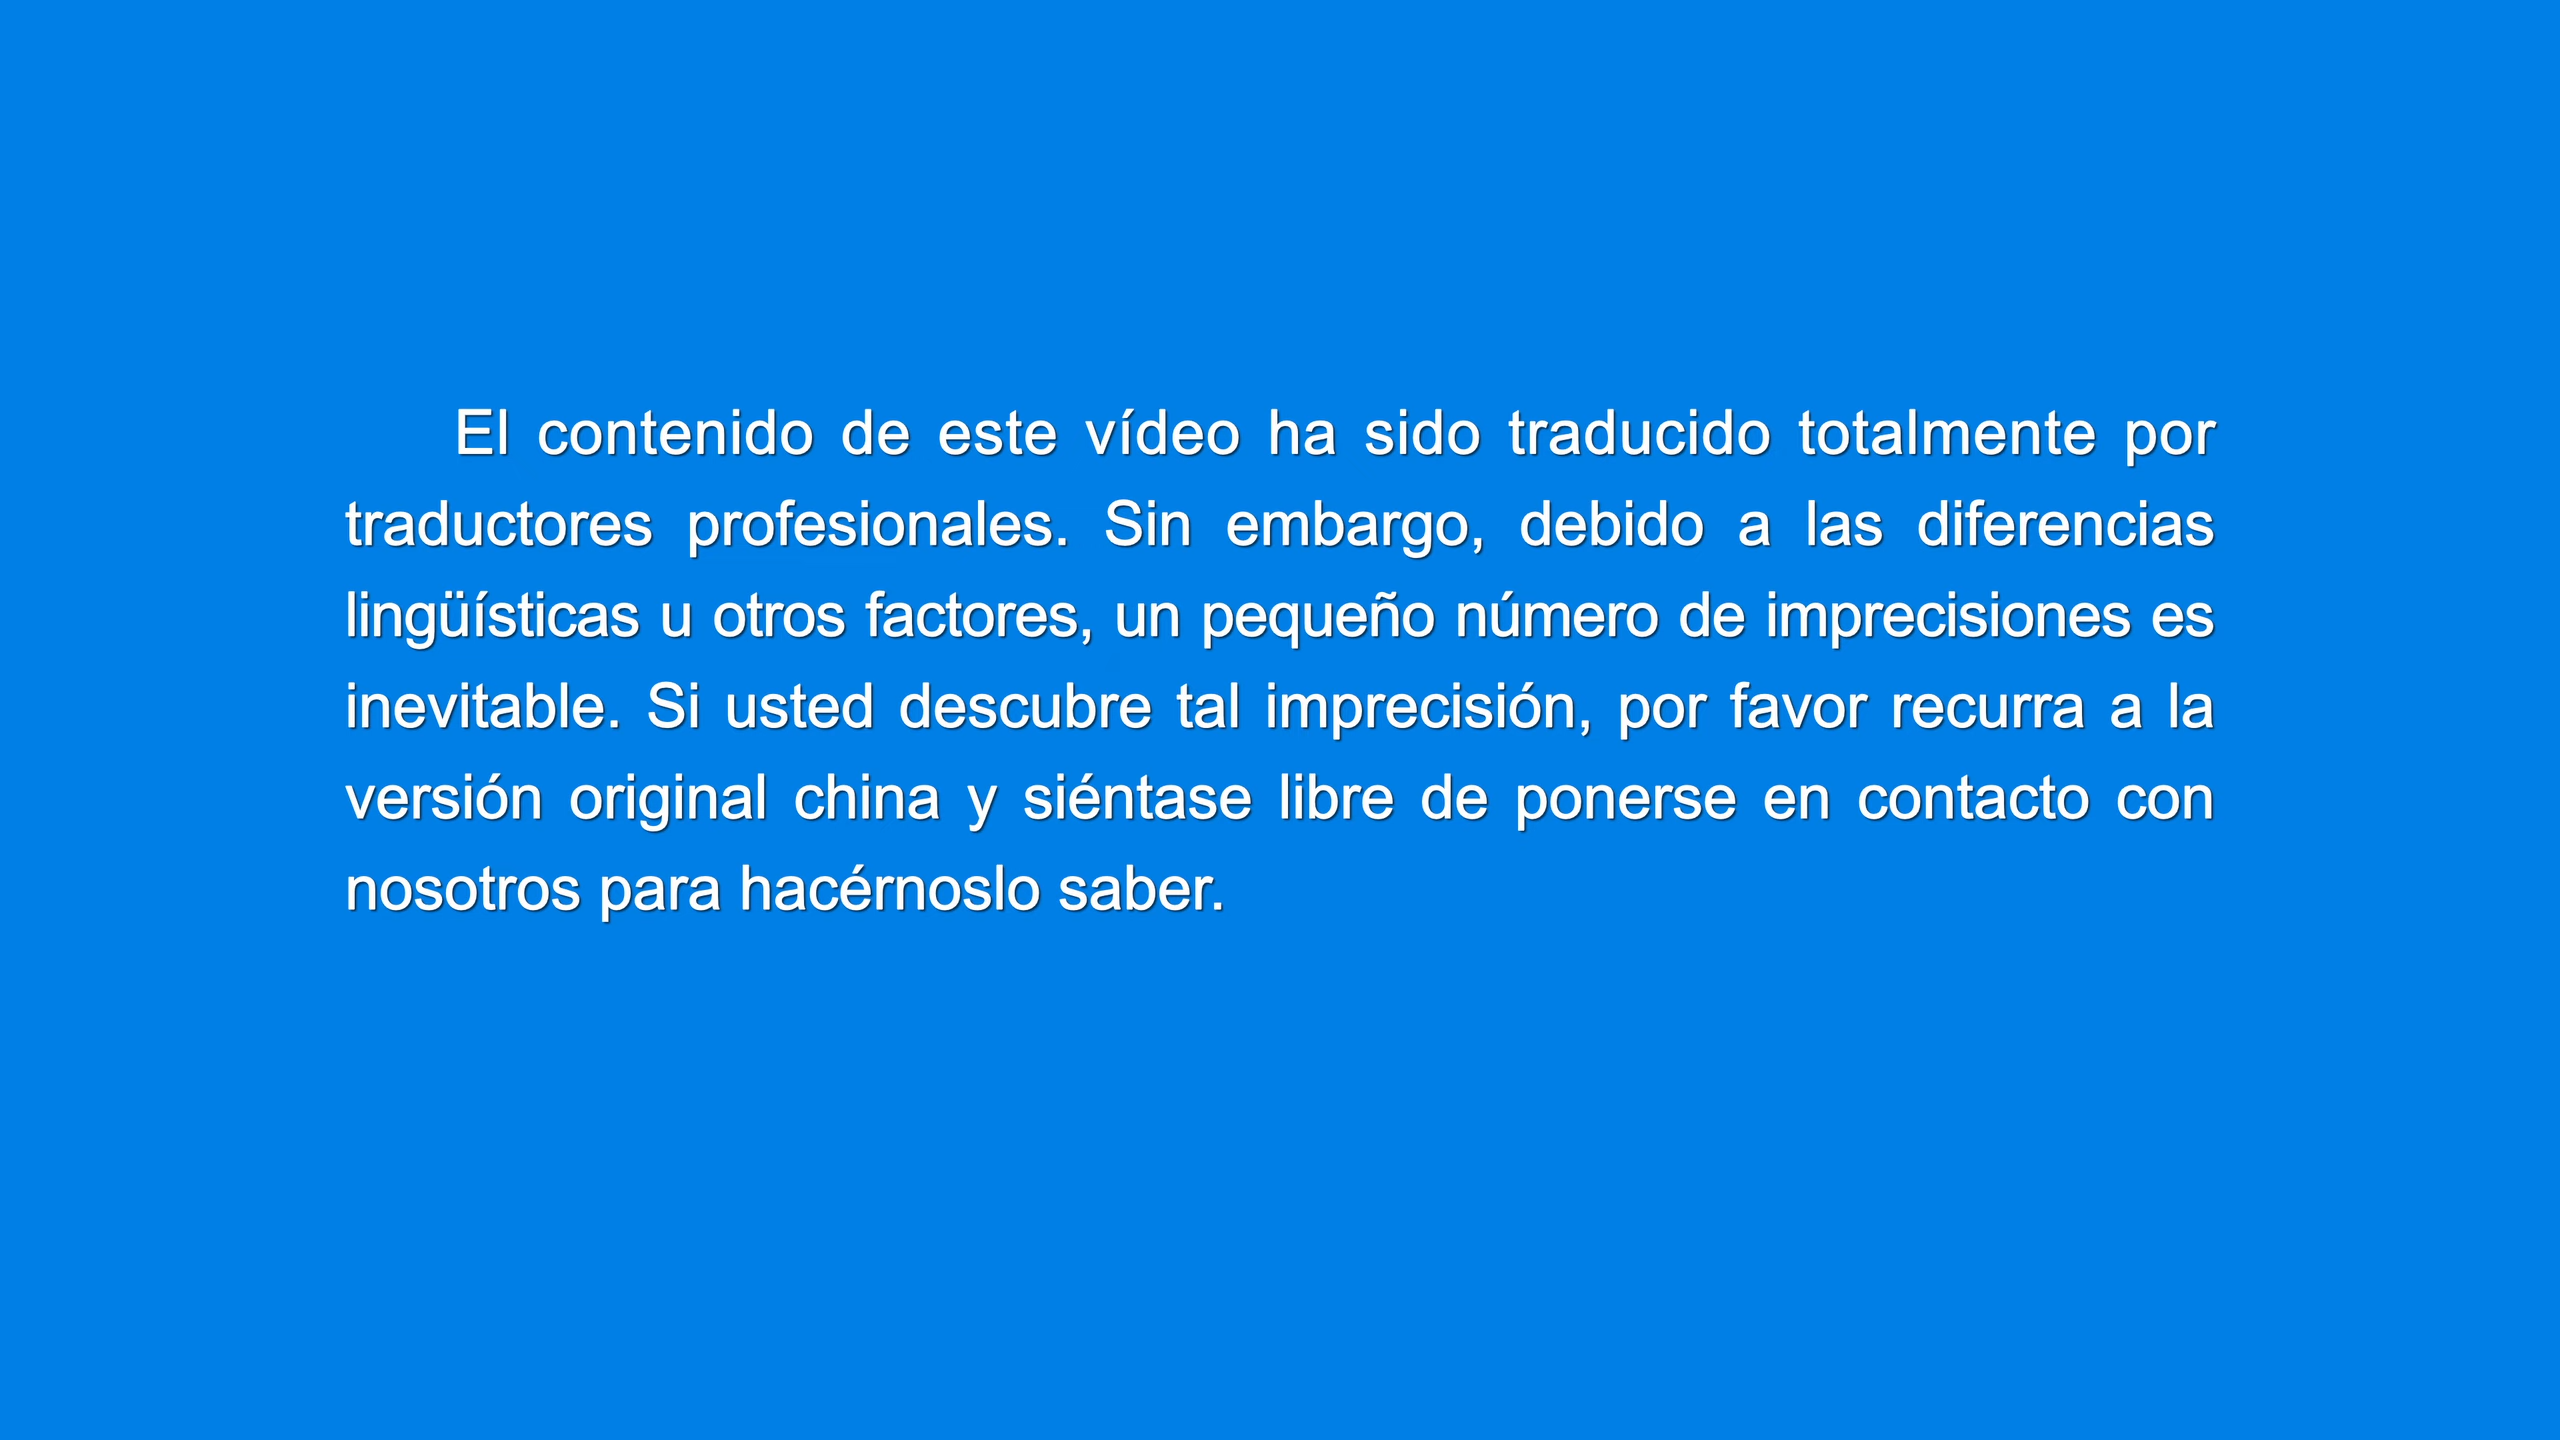 El contenido de este vídeo ha sido traducido totalmente por
traductores profesionales. Sin embargo, debido a las diferencias
lingüísticas u otros factores, un pequeño número de imprecisiones es
inevitable. Si usted descubre tal imprecisión, por favor recurra a la
versión original china y siéntase libre de ponerse en contacto con
nosotros para hacérnoslo saber.